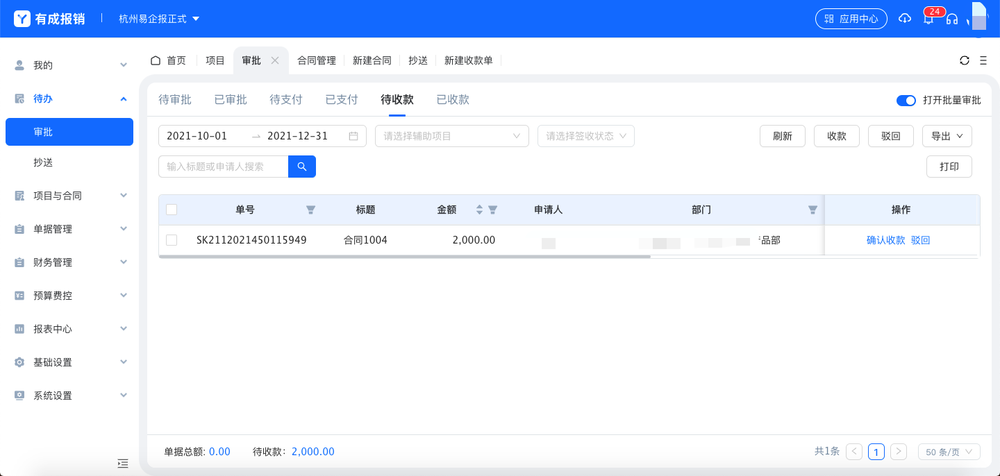 有成报销 杭州易企报正式 应用中心 24
首页 项目 审批 合同管理 新建合同 抄送 新建收款单
我的
待办
审批
抄送
项目与合同
单据管理
财务管理
预算费控
报表中心
基础设置
系统设置
待审批 已审批 待支付 已支付 待收款 已收款 打开批量审批
2021-10-01 2021-12-31 请选择辅助项目 请选择签收状态 刷新 收款 驳回 导出
输入标题或申请人搜索 打印
单号 标题 金额 申请人 部门 操作
SK2112021450115949 合同1004 2,000.00 品部 确认收款 驳回
单据总额: 0.00 待收款: 2,000.00 共1条 1 50 条/页